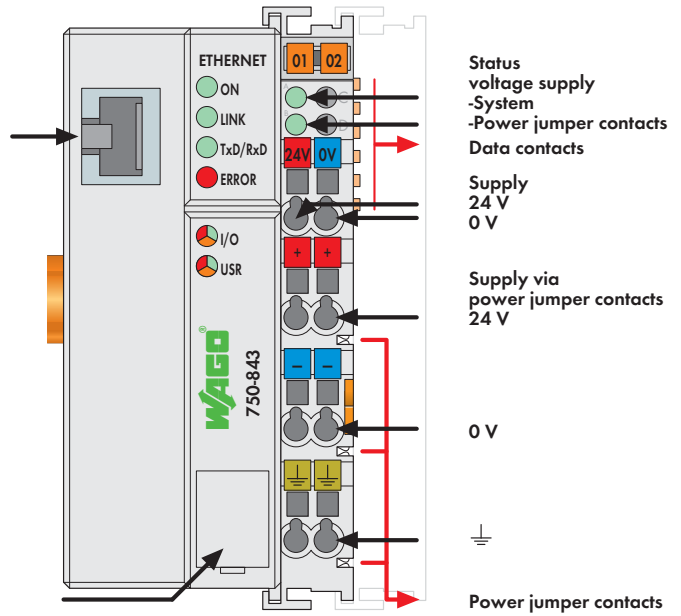 ETHERNET
ON
LINK
TxD/RxD
ERROR
I/O
USR
WAGO
®
750-843
01 02
A C
B D
24V 0V
+ +
− −
Status
voltage supply
-System
-Power jumper contacts
Data contacts
Supply
24 V
0 V
Supply via
power jumper contacts
24 V
0 V
Power jumper contacts